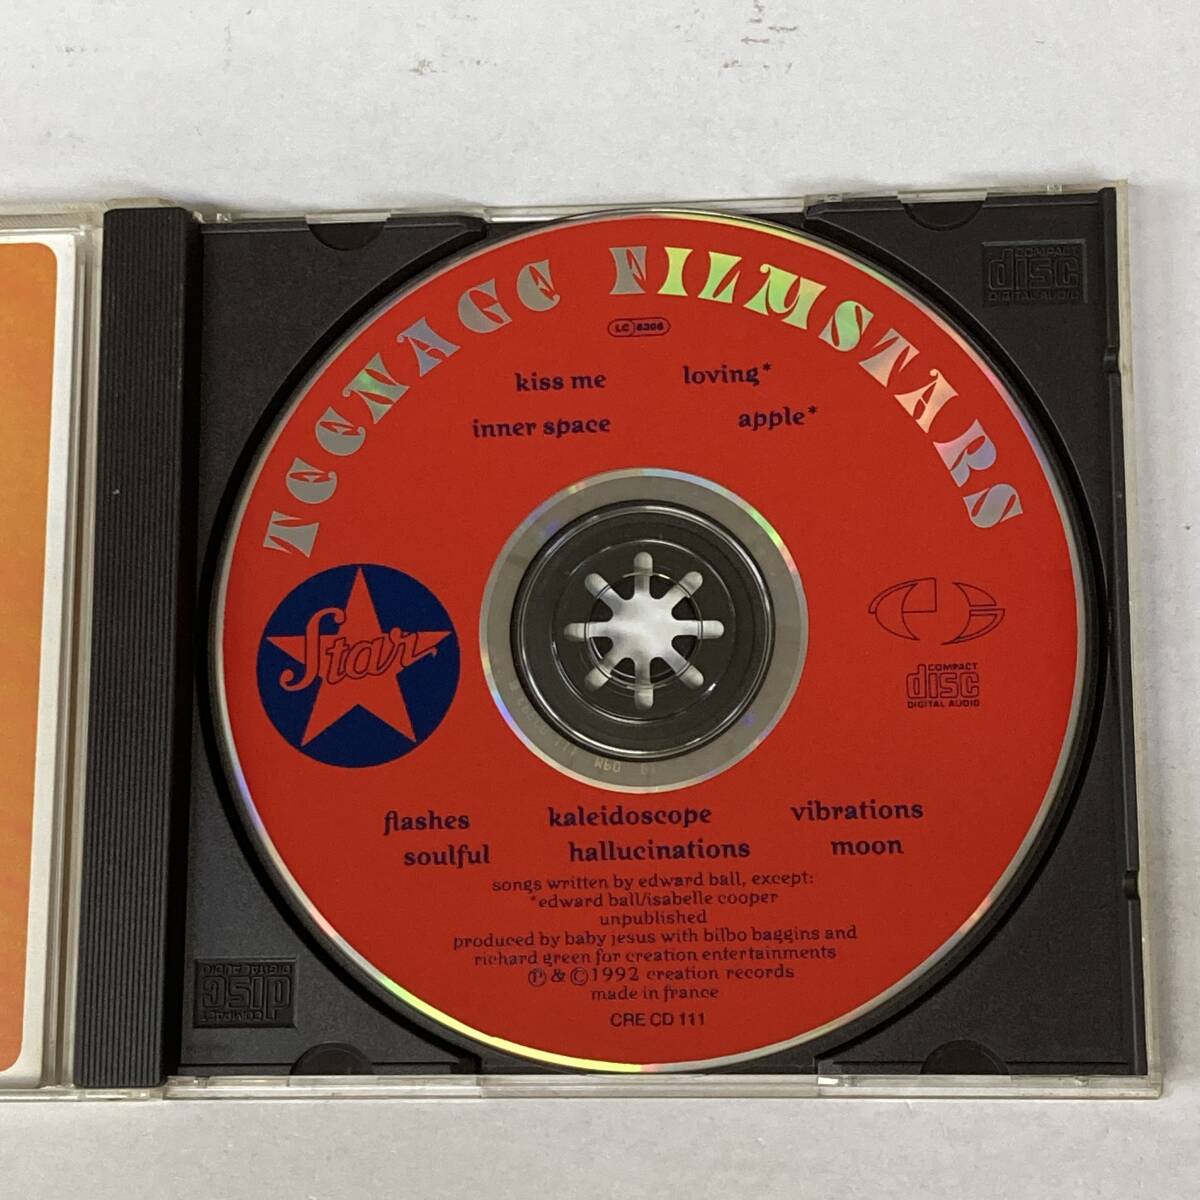 TEENAGE FILMSTARS
LC 8306
kiss me loving*
inner space apple*
Star
COMPACT
disc
DIGITAL AUDIO
COMPACT
disc
DIGITAL AUDIO
flashes kaleidoscope vibrations
soulful hallucinations moon
songs written by edward ball, except:
*edward ball/isabelle cooper
unpublished
produced by baby jesus with bilbo baggins and
richard green for creation entertainments
Ⓟ & © 1992 creation records
made in france
CRE CD 111
COMPACT
disc
DIGITAL AUDIO